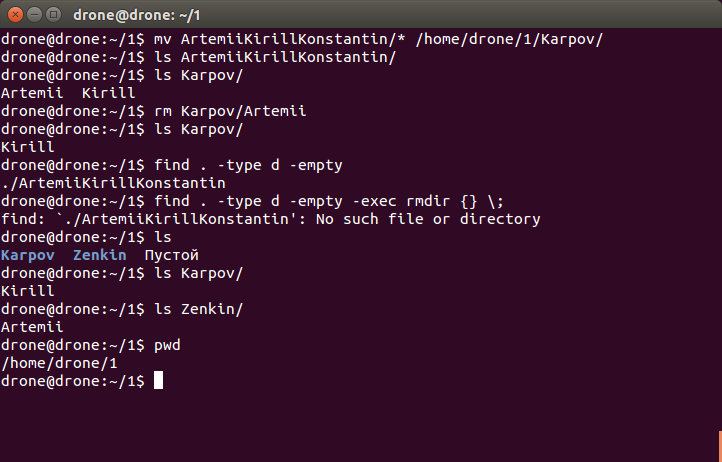 drone@drone: ~/1
drone@drone:~/1$ mv ArtemiiKirillKonstantin/* /home/drone/1/Karpov/
drone@drone:~/1$ ls ArtemiiKirillKonstantin/
drone@drone:~/1$ ls Karpov/
Artemii  Kirill
drone@drone:~/1$ rm Karpov/Artemii
drone@drone:~/1$ ls Karpov/
Kirill
drone@drone:~/1$ find . -type d -empty
./ArtemiiKirillKonstantin
drone@drone:~/1$ find . -type d -empty -exec rmdir {} \;
find: `./ArtemiiKirillKonstantin': No such file or directory
drone@drone:~/1$ ls
Karpov  Zenkin  Пустой
drone@drone:~/1$ ls Karpov/
Kirill
drone@drone:~/1$ ls Zenkin/
Artemii
drone@drone:~/1$ pwd
/home/drone/1
drone@drone:~/1$